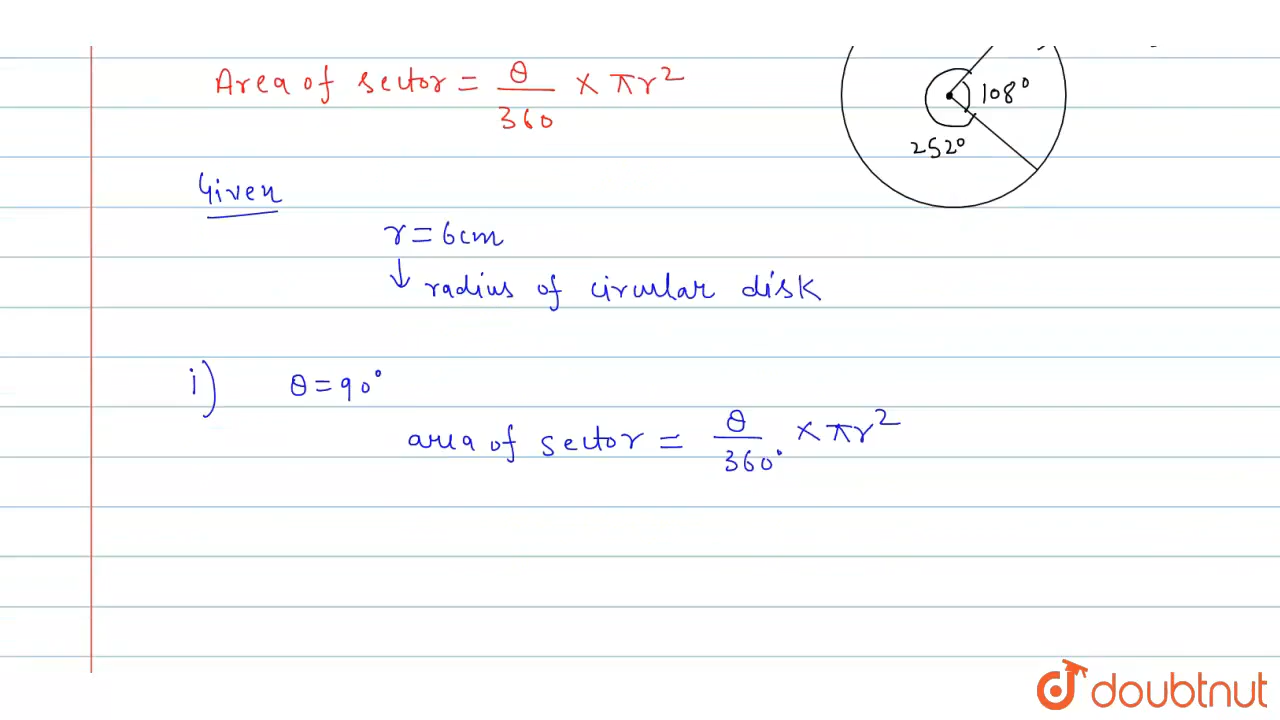 Area of sector = θ/360 × πr²
108°
252°
Given
r = 6cm
↓ radius of circular disk
i) θ = 90°
area of sector = θ/360° × πr²
doubtnut